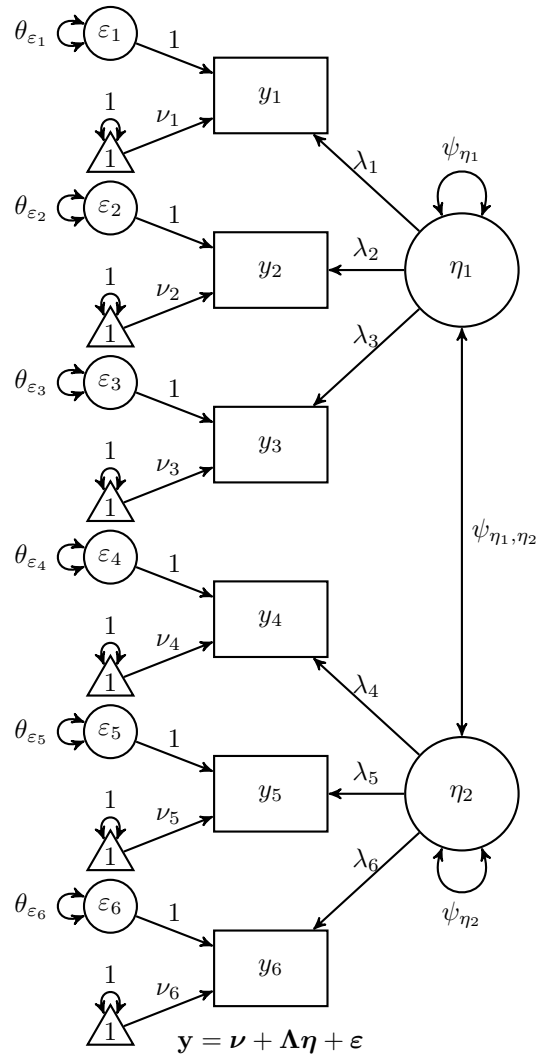 θ_ε₁ ε₁ 1
y₁
1 ν₁
1
λ₁
ψ_η₁
θ_ε₂ ε₂ 1
y₂
λ₂
η₁
1 ν₂
1
λ₃
θ_ε₃ ε₃ 1
y₃
1 ν₃
1
ψ_η₁,η₂
θ_ε₄ ε₄ 1
y₄
1 ν₄
1
λ₄
θ_ε₅ ε₅ 1
y₅
λ₅
η₂
1 ν₅
1
λ₆
θ_ε₆ ε₆ 1
ψ_η₂
y₆
1 ν₆
1
y = ν + Λη + ε